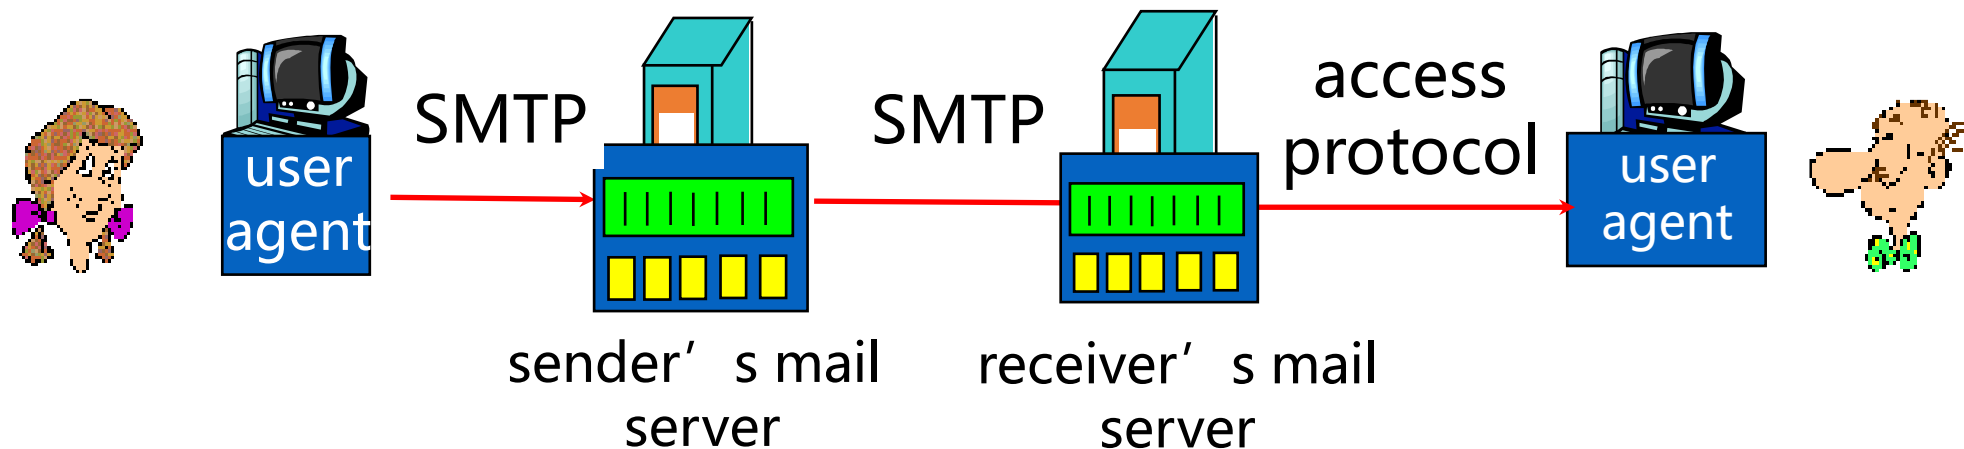 user
agent
SMTP
sender’s mail
server
SMTP
receiver’s mail
server
access
protocol
user
agent